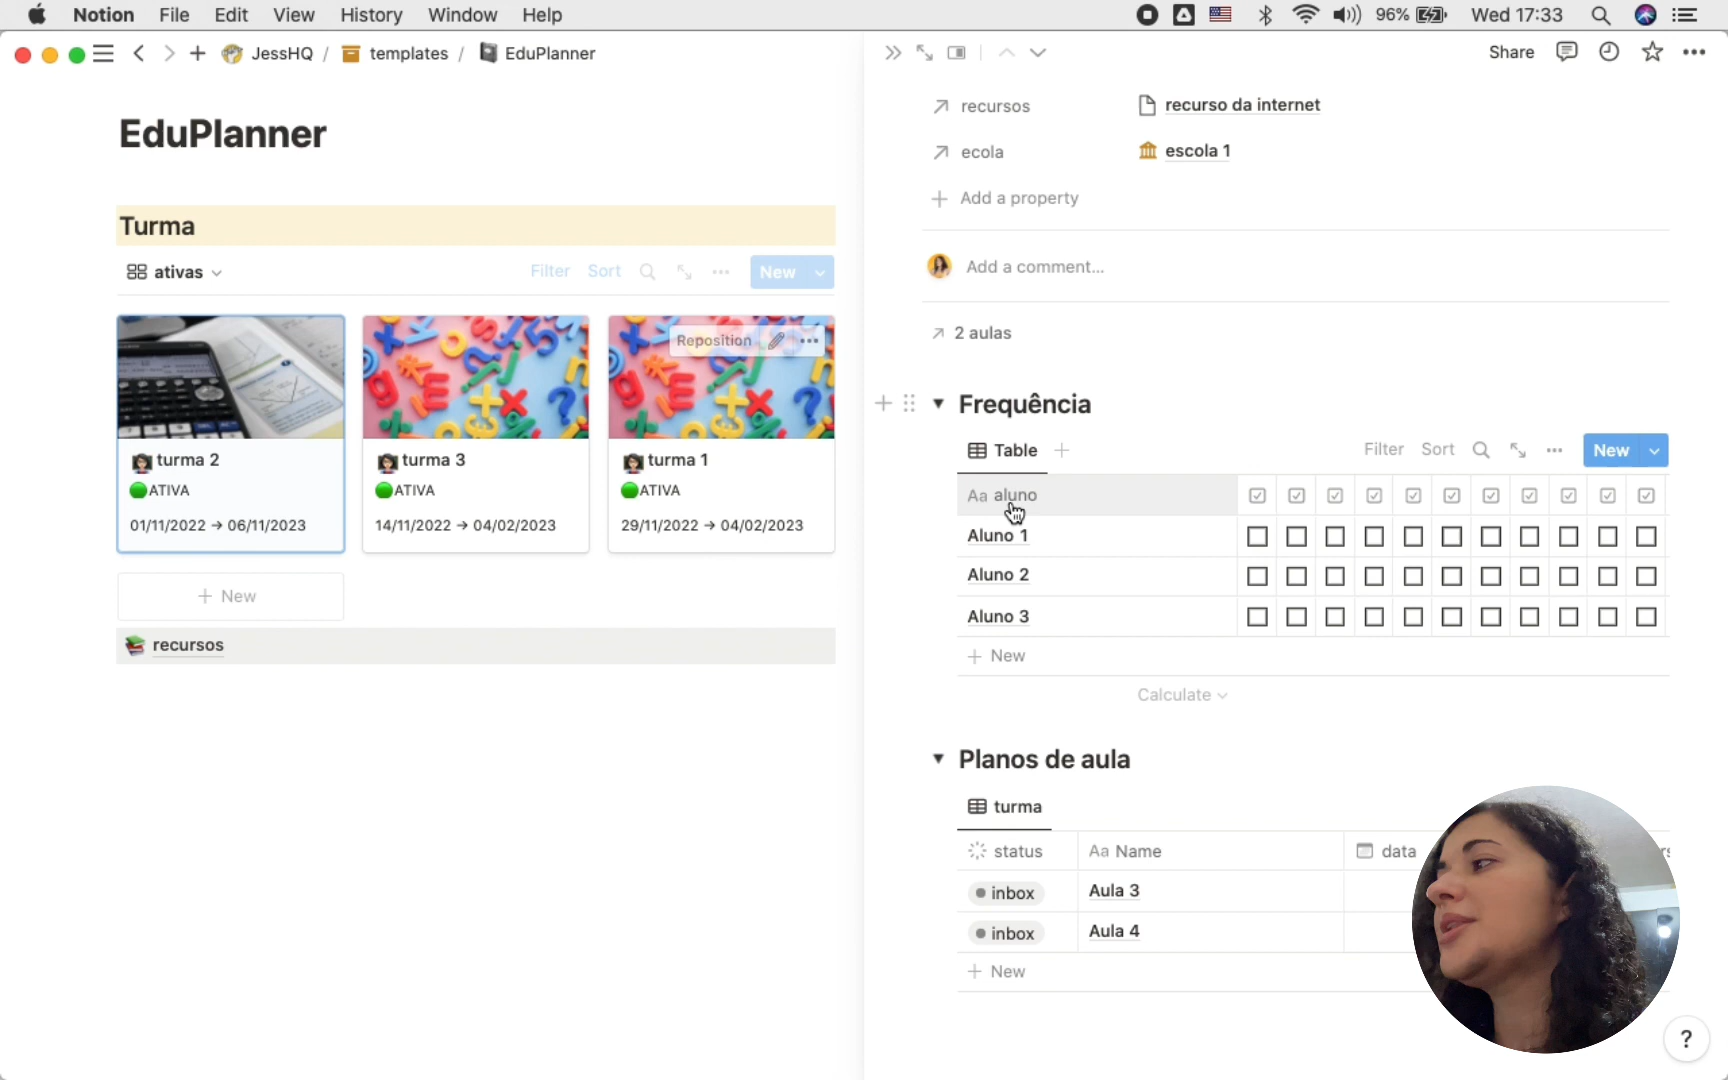 Notion File Edit View History Window Help 96% Wed 17:33
JessHQ / templates / EduPlanner
Share
EduPlanner
Turma
ativas
Filter Sort New
Reposition
turma 2
ATIVA
01/11/2022 → 06/11/2023
turma 3
ATIVA
14/11/2022 → 04/02/2023
turma 1
ATIVA
29/11/2022 → 04/02/2023
+ New
recursos
recursos recurso da internet
ecola escola 1
Add a property
Add a comment...
2 aulas
Frequência
Table Filter Sort New
Aa aluno
Aluno 1
Aluno 2
Aluno 3
+ New
Calculate
Planos de aula
turma
status Aa Name data
inbox Aula 3
inbox Aula 4
+ New
?